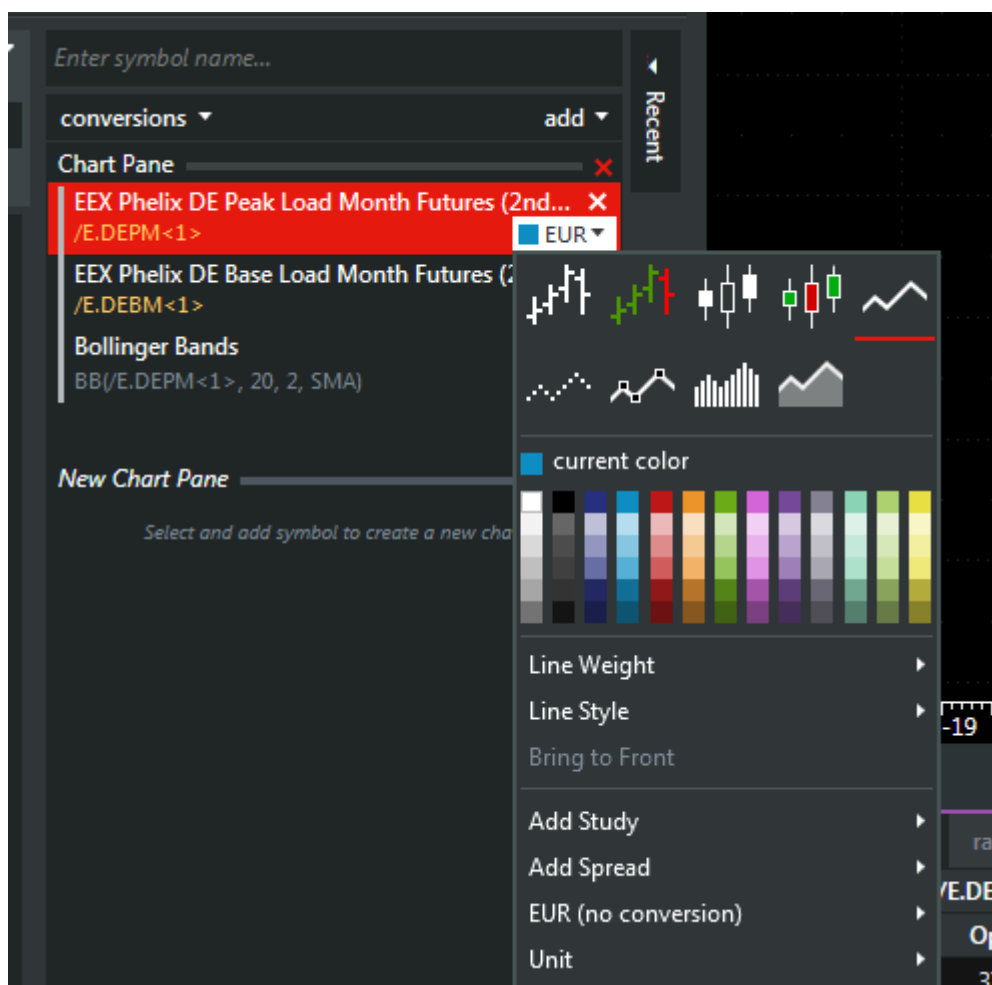 Enter symbol name...
Recent
conversions
add
Chart Pane
EEX Phelix DE Peak Load Month Futures (2nd...
/E.DEPM<1>
EUR
EEX Phelix DE Base Load Month Futures (2
/E.DEBM<1>
Bollinger Bands
BB(/E.DEPM<1>, 20, 2, SMA)
New Chart Pane
Select and add symbol to create a new cha
current color
Line Weight
Line Style
-19
Bring to Front
Add Study
ra
Add Spread
/E.DE
EUR (no conversion)
Op
Unit